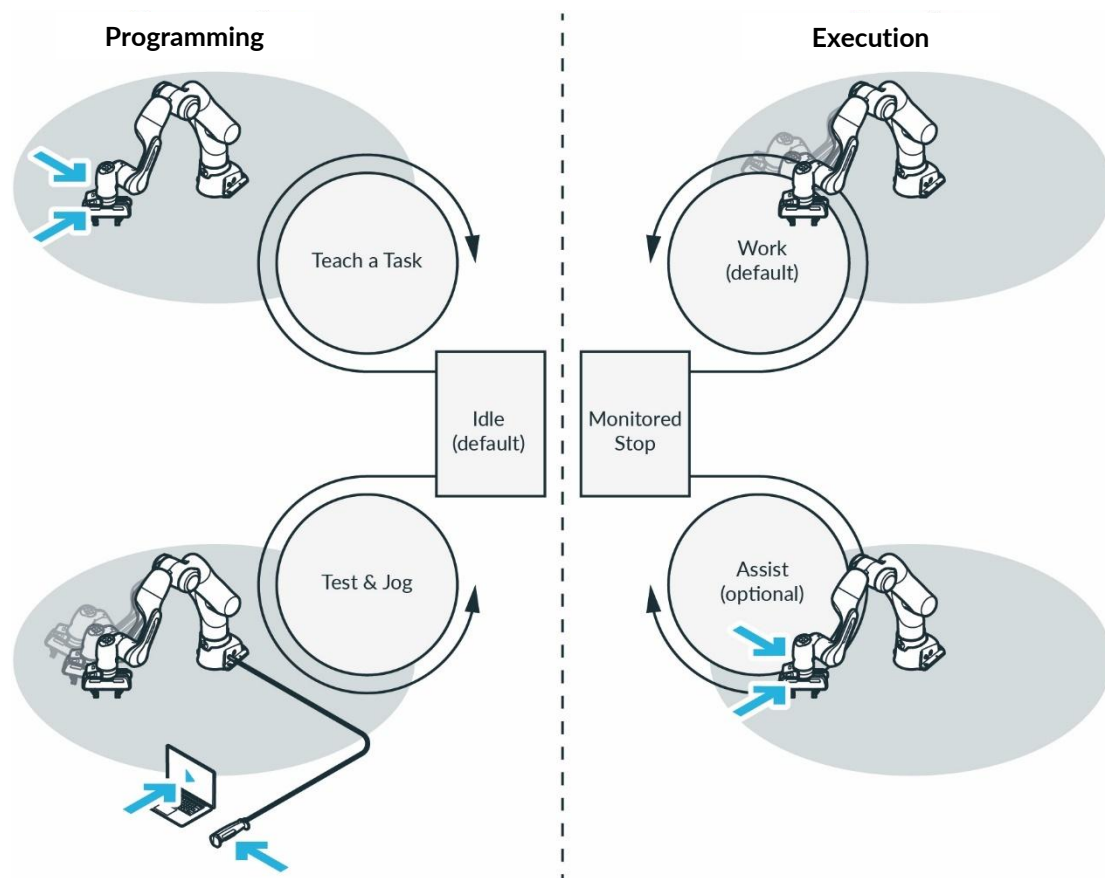 Programming
Execution
Teach a Task
Work
(default)
Idle
(default)
Monitored
Stop
Test & Jog
Assist
(optional)